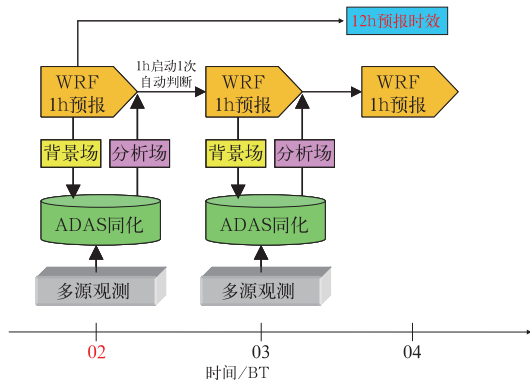 12h预报时效
1h启动1次
自动判断
WRF
1h预报
WRF
1h预报
WRF
1h预报
背景场
分析场
背景场
分析场
ADAS同化
ADAS同化
多源观测
多源观测
02
03
04
时间/BT